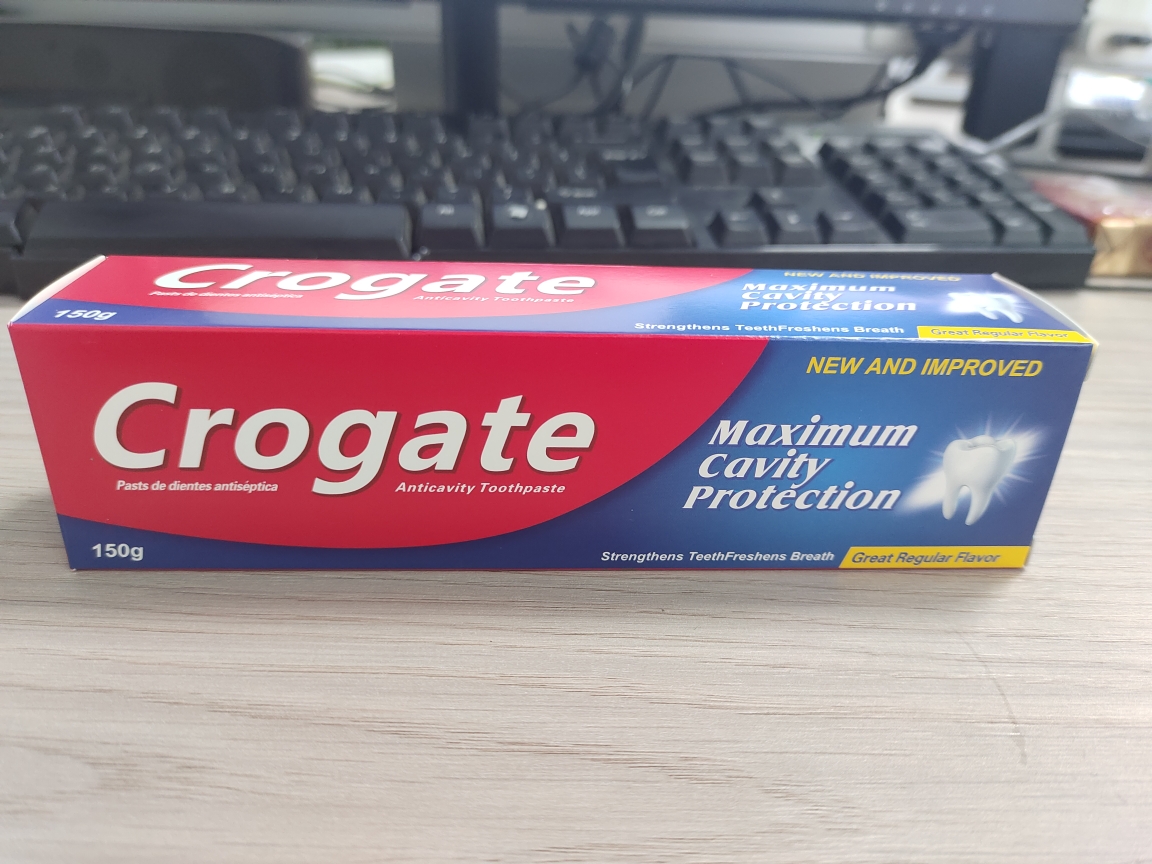 Crogate
Pasts de dientes antiséptica
Anticavity Toothpaste
150g
NEW AND IMPROVED
Maximum
Cavity
Protection
Strengthens TeethFreshens Breath
Great Regular Flavor
Crogate
Pasts de dientes antiséptica
Anticavity Toothpaste
150g
NEW AND IMPROVED
Maximum
Cavity
Protection
Strengthens TeethFreshens Breath
Great Regular Flavor